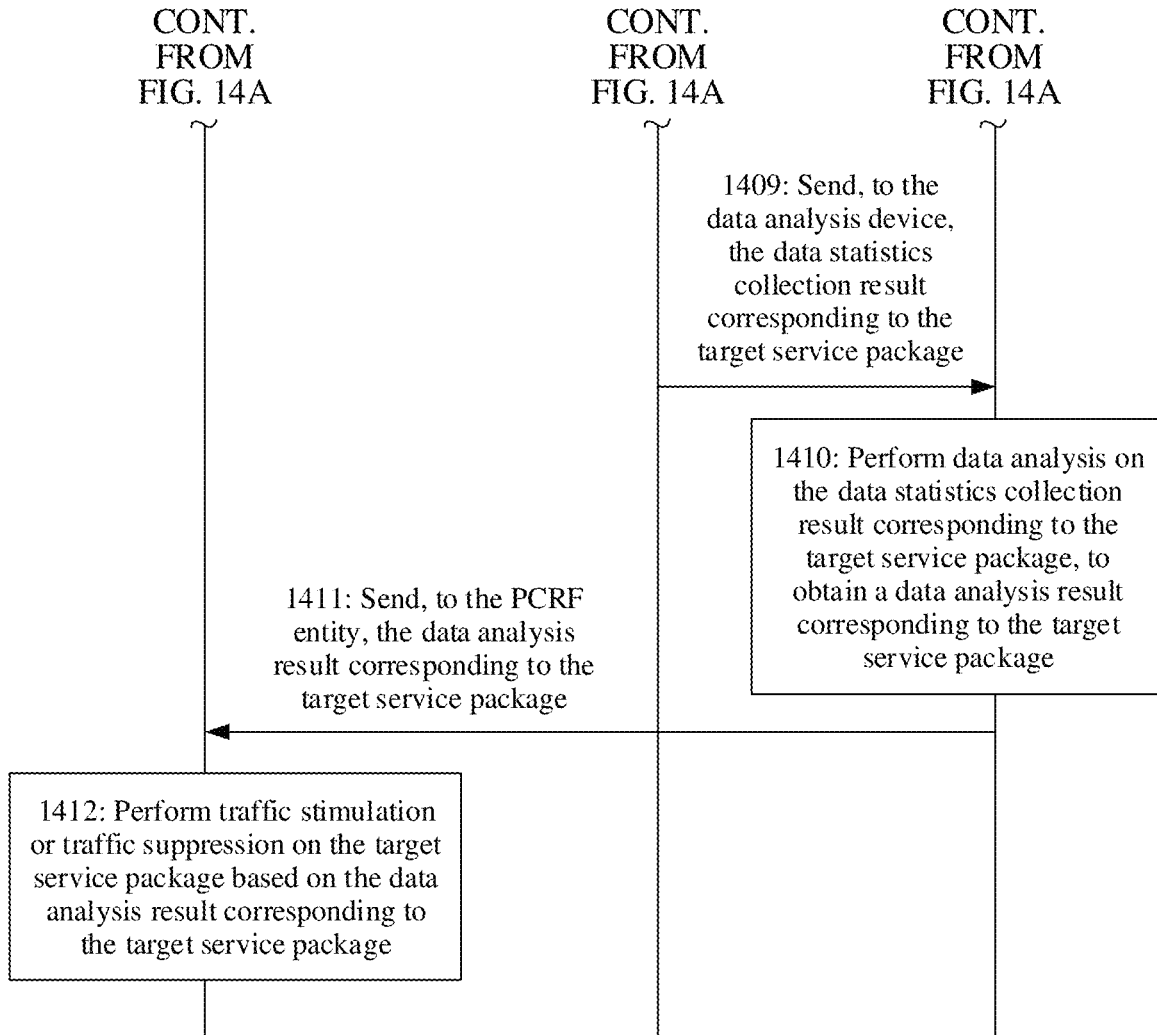 CONT.
FROM
FIG. 14A
CONT.
FROM
FIG. 14A
CONT.
FROM
FIG. 14A
1409: Send, to the
data analysis device,
the data statistics
collection result
corresponding to the
target service package
1410: Perform data analysis on
the data statistics collection
result corresponding to the
target service package, to
obtain a data analysis result
corresponding to the target
service package
1411: Send, to the PCRF
entity, the data analysis
result corresponding to the
target service package
1412: Perform traffic stimulation
or traffic suppression on the target
service package based on the data
analysis result corresponding to
the target service package